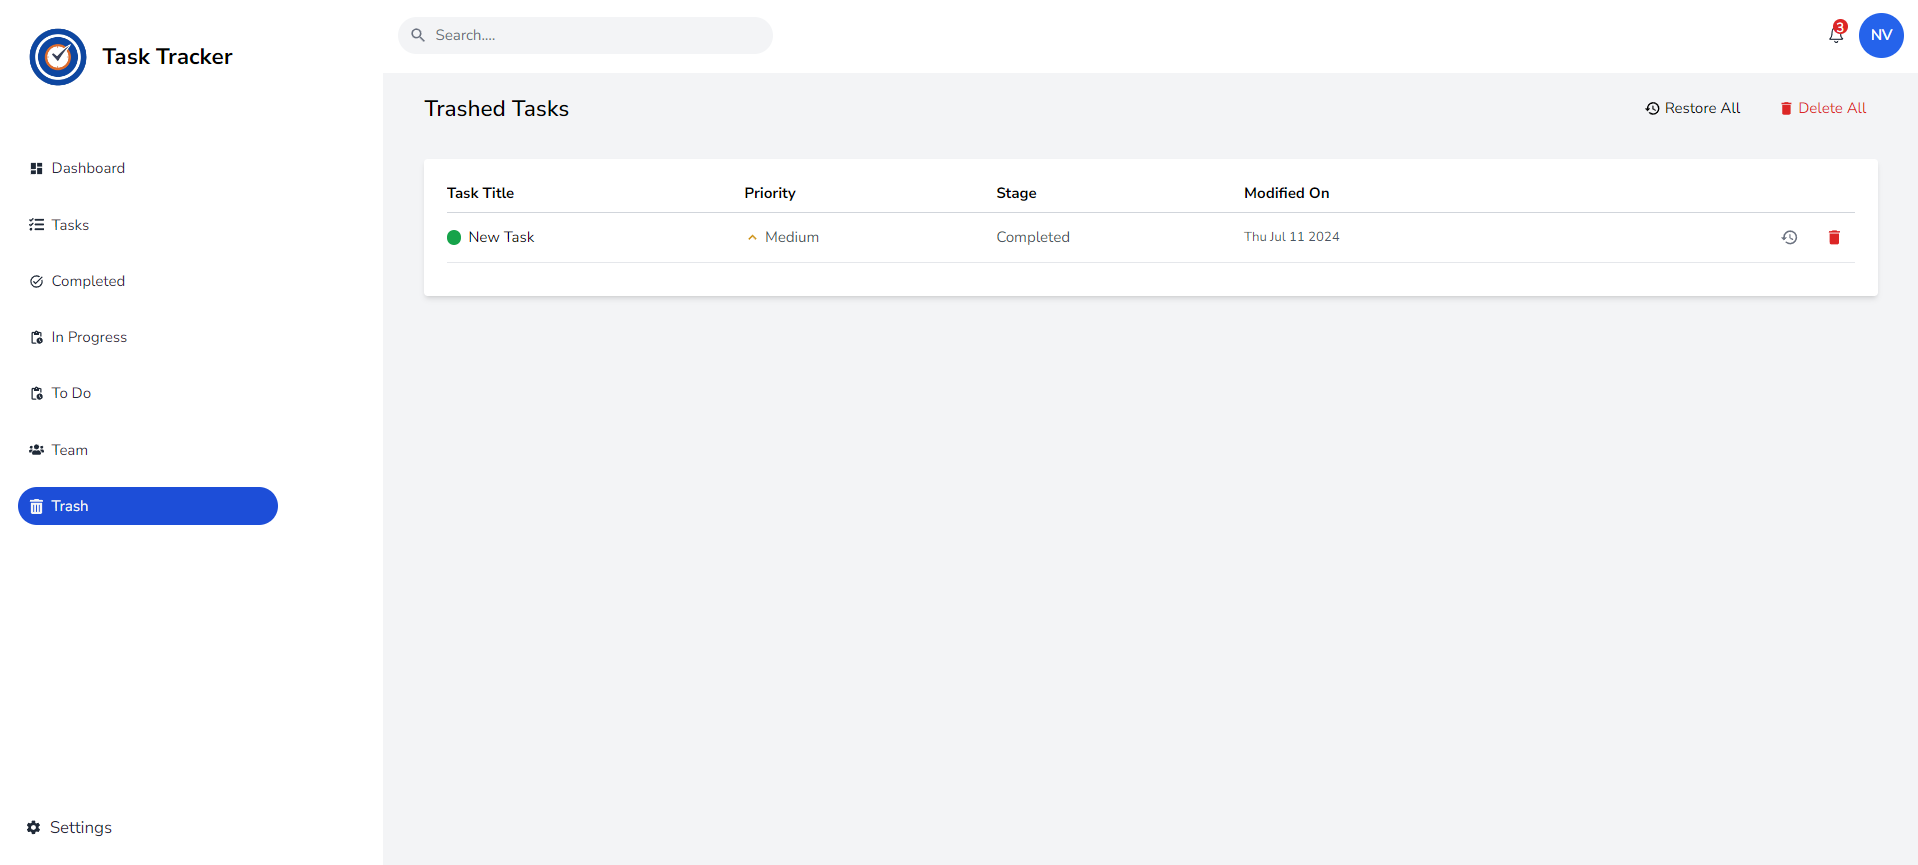 Task Tracker
Search....
3
NV
Dashboard
Tasks
Completed
In Progress
To Do
Team
Trash
Settings
Trashed Tasks
Restore All
Delete All
Task Title Priority Stage Modified On
New Task Medium Completed Thu Jul 11 2024